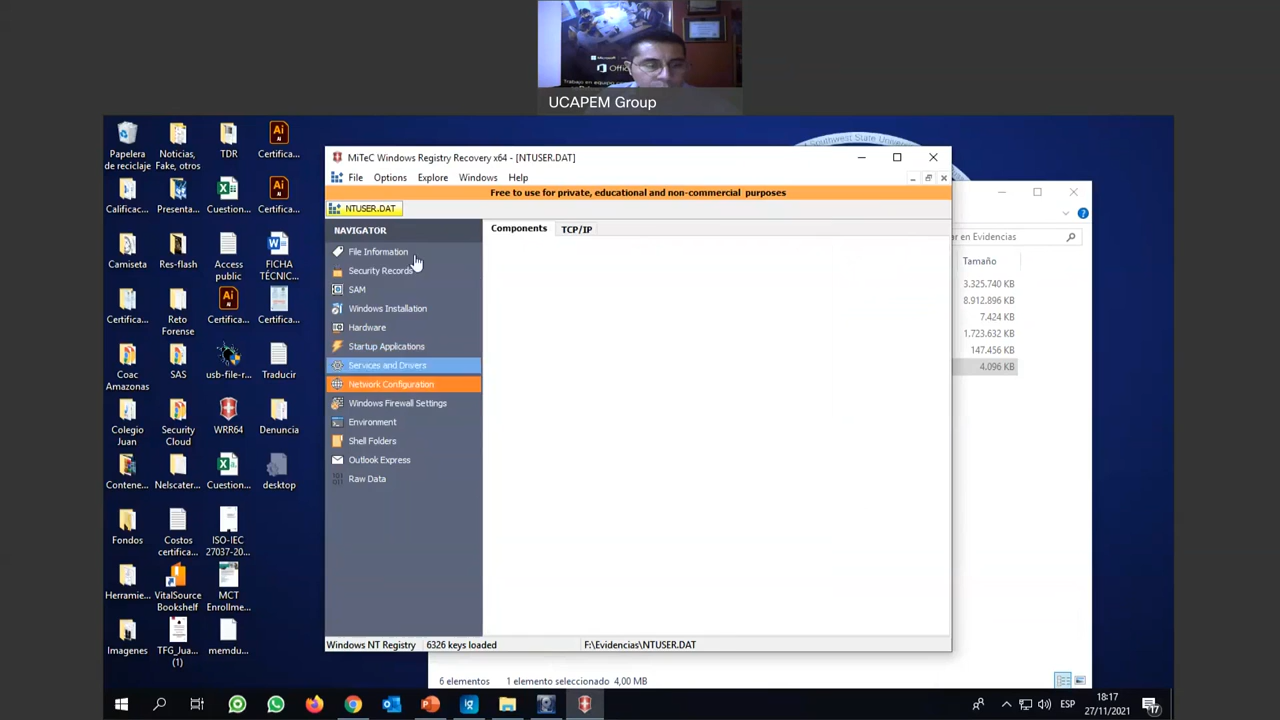 Microsoft
Office
Trabajo en equipo
UCAPEM Group
Papelera
de reciclaje
Noticias,
Fake, otros
TDR
Certifica...
Calificac...
Presenta...
Cuestion...
Certifica...
Camiseta
Res-flash
Access
public
FICHA
TÉCNIC...
Certifica...
Reto
Forense
Certifica...
Certifica...
Coac
Amazonas
SAS
usb-file-r...
Traducir
Colegio
Juan
Security
Cloud
WRR64
Denuncia
Contene...
Nelscater...
Cuestion...
desktop
Fondos
Costos
certifica...
ISO-IEC
27037-20...
Herramie...
VitalSource
Bookshelf
MCT
Enrollme...
Imagenes
TFG_Jua...
(1)
memdu...
MiTeC Windows Registry Recovery x64 - [NTUSER.DAT]
File Options Explore Windows Help
Free to use for private, educational and non-commercial purposes
NTUSER.DAT
NAVIGATOR
File Information
Security Records
SAM
Windows Installation
Hardware
Startup Applications
Services and Drivers
Network Configuration
Windows Firewall Settings
Environment
Shell Folders
Outlook Express
Raw Data
Components TCP/IP
Windows NT Registry 6326 keys loaded F:\Evidencias\NTUSER.DAT
ar en Evidencias
Tamaño
3.325.740 KB
8.912.896 KB
7.424 KB
1.723.632 KB
147.456 KB
4.096 KB
6 elementos 1 elemento seleccionado 4,00 MB
ESP
18:17
27/11/2021
17